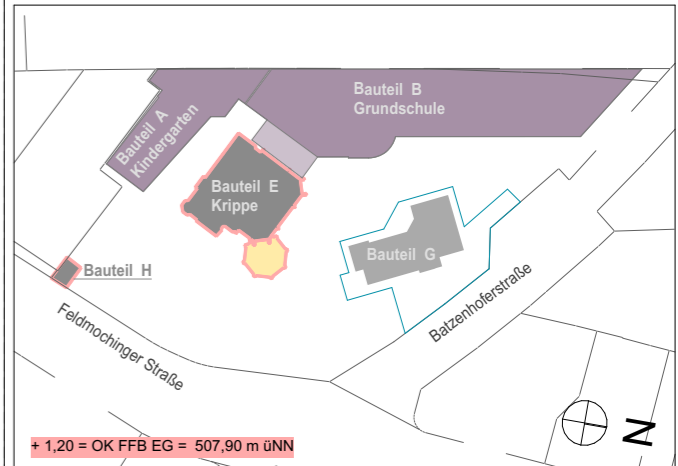 Bauteil B
Grundschule
Bauteil A
Kindergarten
Bauteil E
Krippe
Bauteil G
Bauteil H
Feldmochinger Straße
Batzenhoferstraße
N
+ 1,20 = OK FFB EG = 507,90 m üNN